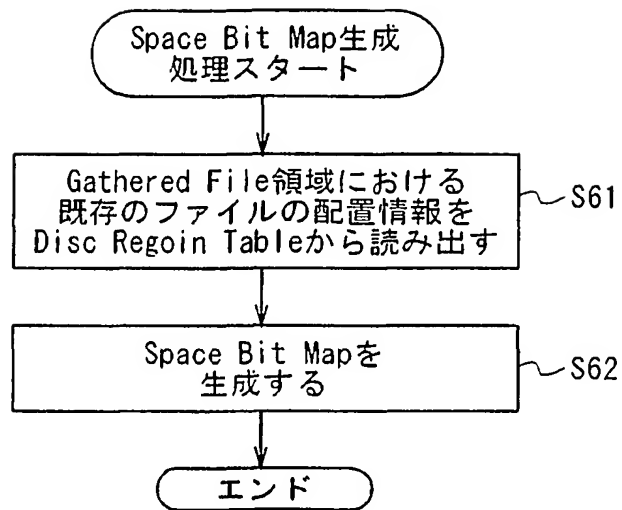 Space Bit Map生成
処理スタート
Gathered File領域における
既存のファイルの配置情報を
Disc Regoin Tableから読み出す
S61
Space Bit Mapを
生成する
S62
エンド